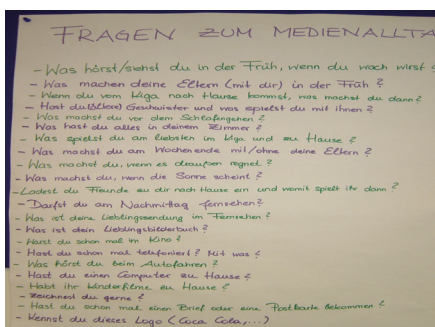 FRAGEN ZUM MEDIENALLTA
- Was hörst/siehst du in der Früh, wenn du wach wirst
- Was machen deine Eltern (mit dir) in der Früh?
- Wenn du vom Kiga nach Hause kommst, was machst du dann?
- Hast du (ältere) Geschwister und was spielst du mit ihnen?
- Was machst du vor dem Schlafengehen?
- Was hast du alles in deinem Zimmer?
- Was spielst du am liebsten im Kiga und zu Hause?
- Was machst du am Wochenende mit/ohne deine Eltern?
- Was machst du, wenn es draußen regnet?
- Was machst du, wenn die Sonne scheint?
- Ladest du Freunde zu dir nach Hause ein und womit spielt ihr dann?
- Darfst du am Nachmittag fernsehen?
- Was ist deine Lieblingssendung im Fernsehen?
- Was ist dein Lieblingsbilderbuch?
- Warst du schon mal im Kino?
- Hast du schon mal telefoniert? Mit was?
- Was hörst du beim Autofahren?
- Hast du einen Computer zu Hause?
- Habt ihr Kinderfilme zu Hause?
- Zeichnest du gerne?
- Hast du schon mal einen Brief oder eine Postkarte bekommen?
- Kennst du dieses Logo (Coca Cola,...)